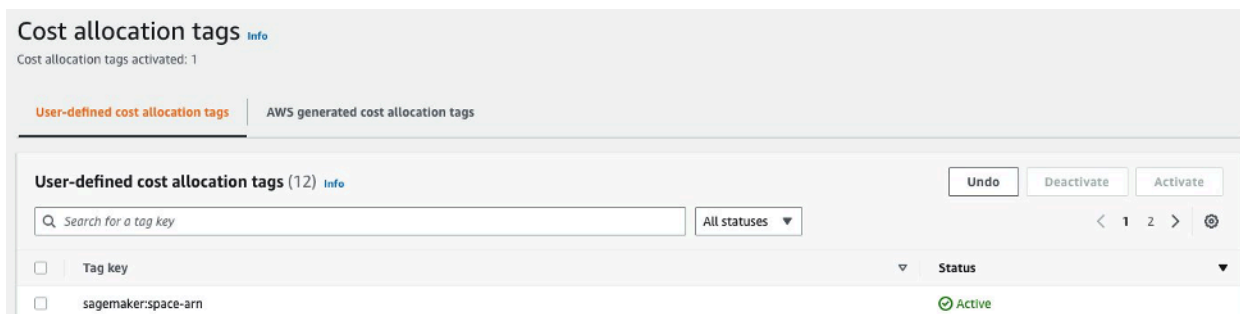 Cost allocation tags Info
Cost allocation tags activated: 1
User-defined cost allocation tags AWS generated cost allocation tags
User-defined cost allocation tags (12) Info Undo Deactivate Activate
Search for a tag key All statuses 1 2
Tag key Status
sagemaker:space-arn Active